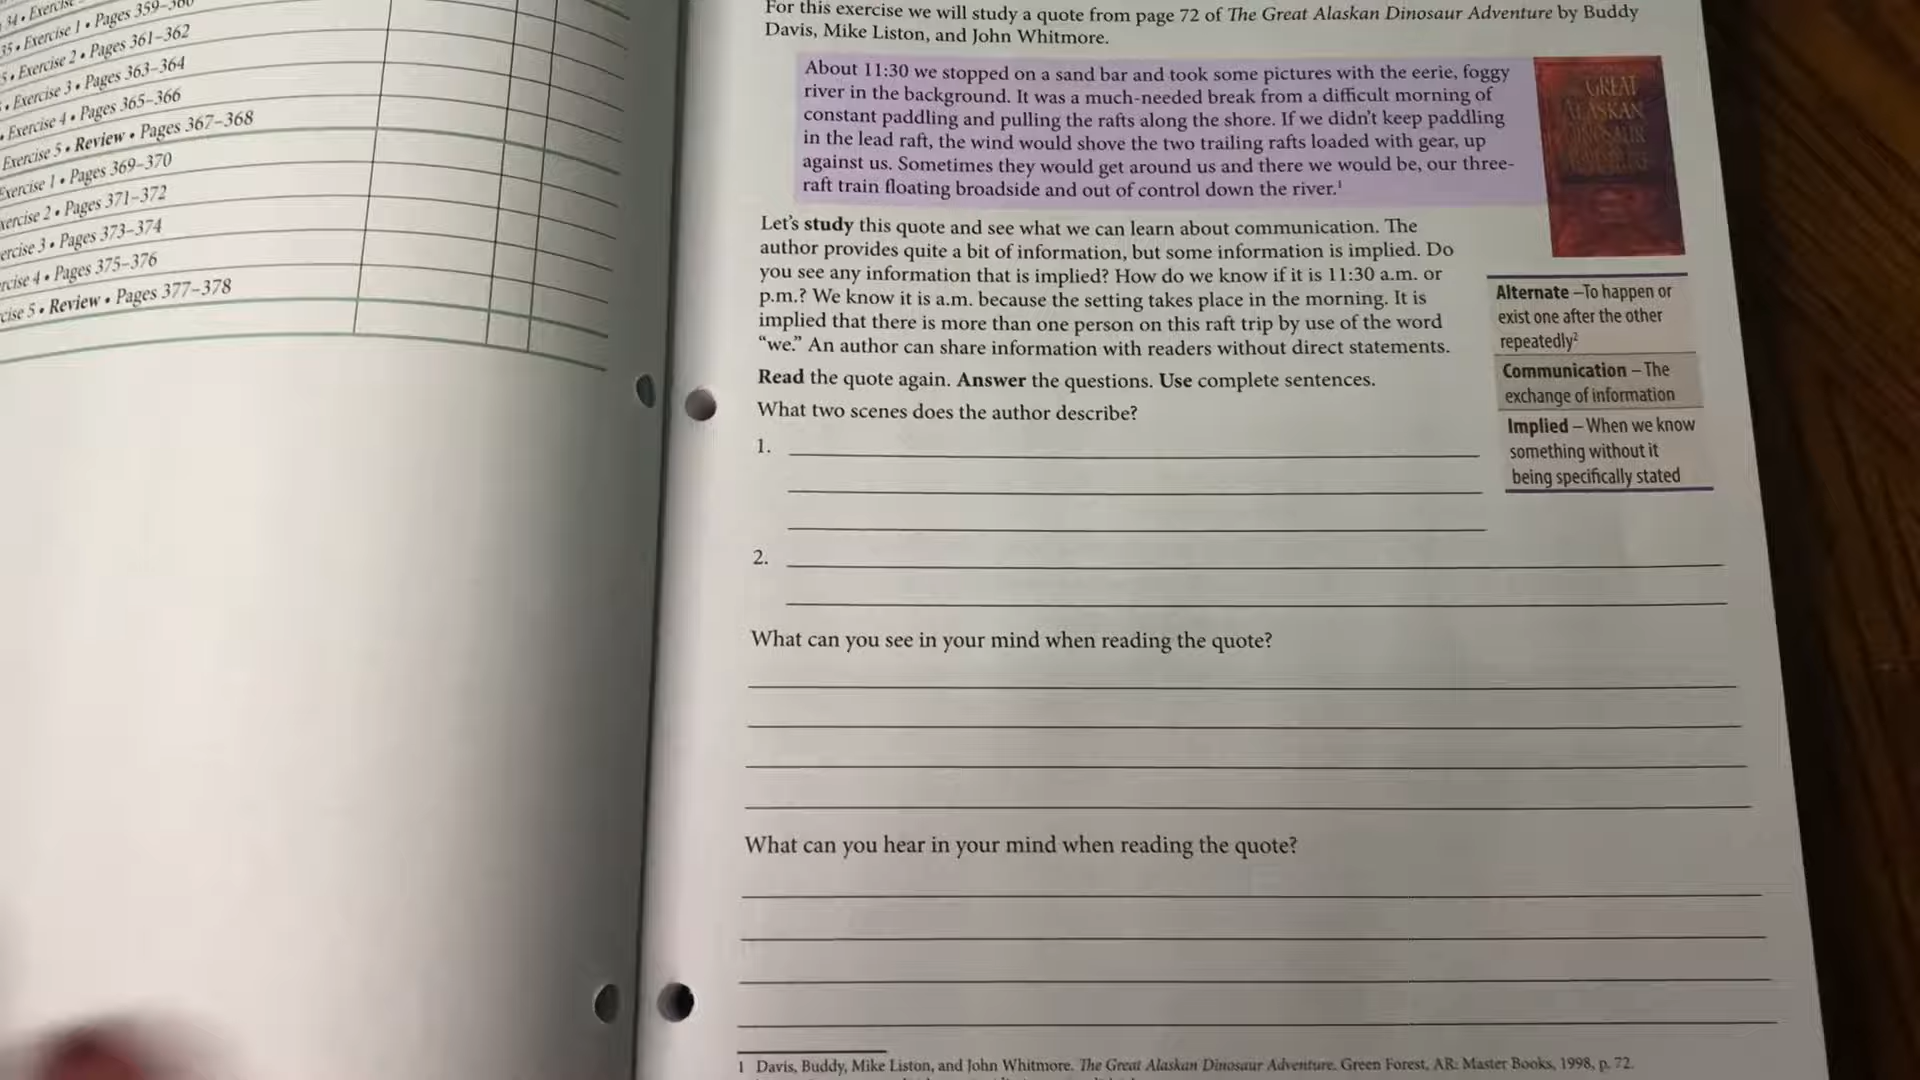 34 • Exercise
35 • Exercise 1 • Pages 359–360
5 • Exercise 2 • Pages 361–362
• Exercise 3 • Pages 363–364
• Exercise 4 • Pages 365–366
Exercise 5 • Review • Pages 367–368
Exercise 1 • Pages 369–370
xercise 2 • Pages 371–372
ercise 3 • Pages 373–374
rcise 4 • Pages 375–376
cise 5 • Review • Pages 377–378
For this exercise we will study a quote from page 72 of The Great Alaskan Dinosaur Adventure by Buddy
Davis, Mike Liston, and John Whitmore.
About 11:30 we stopped on a sand bar and took some pictures with the eerie, foggy
river in the background. It was a much-needed break from a difficult morning of
constant paddling and pulling the rafts along the shore. If we didn't keep paddling
in the lead raft, the wind would shove the two trailing rafts loaded with gear, up
against us. Sometimes they would get around us and there we would be, our three-
raft train floating broadside and out of control down the river.¹
GREAT
ALASKAN
DINOSAUR
Let's study this quote and see what we can learn about communication. The
author provides quite a bit of information, but some information is implied. Do
you see any information that is implied? How do we know if it is 11:30 a.m. or
p.m.? We know it is a.m. because the setting takes place in the morning. It is
implied that there is more than one person on this raft trip by use of the word
“we.” An author can share information with readers without direct statements.
Alternate –To happen or
exist one after the other
repeatedly²
Communication – The
exchange of information
Implied – When we know
something without it
being specifically stated
Read the quote again. Answer the questions. Use complete sentences.
What two scenes does the author describe?
1.
2.
What can you see in your mind when reading the quote?
What can you hear in your mind when reading the quote?
1 Davis, Buddy, Mike Liston, and John Whitmore. The Great Alaskan Dinosaur Adventure. Green Forest, AR: Master Books, 1998, p. 72.